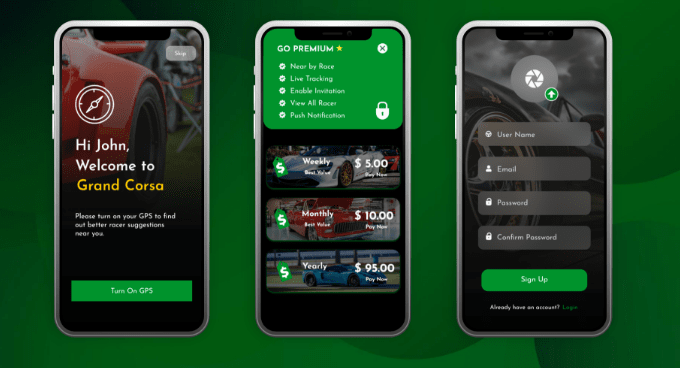 Skip
Hi John,
Welcome to
Grand Corsa
Please turn on your GPS to find
out better racer suggestions
near you.
Turn On GPS
GO PREMIUM
Near by Race
Live Tracking
Enable Invitation
View All Racer
Push Notification
Weekly
Best Value
$ 5.00
Pay Now
Monthly
Best Value
$ 10.00
Pay Now
Yearly
$ 95.00
Pay Now
User Name
Email
Password
Confirm Password
Sign Up
Already have an account? Login